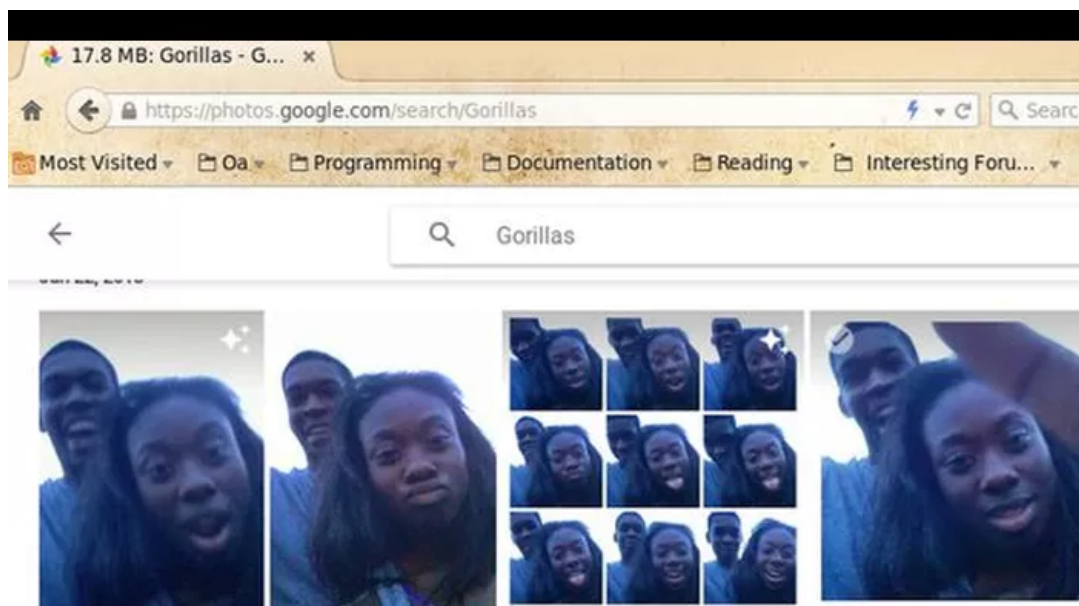 17.8 MB: Gorillas - G... ×
https://photos.google.com/search/Gorillas Searc
Most Visited Oa Programming Documentation Reading Interesting Foru...
Gorillas